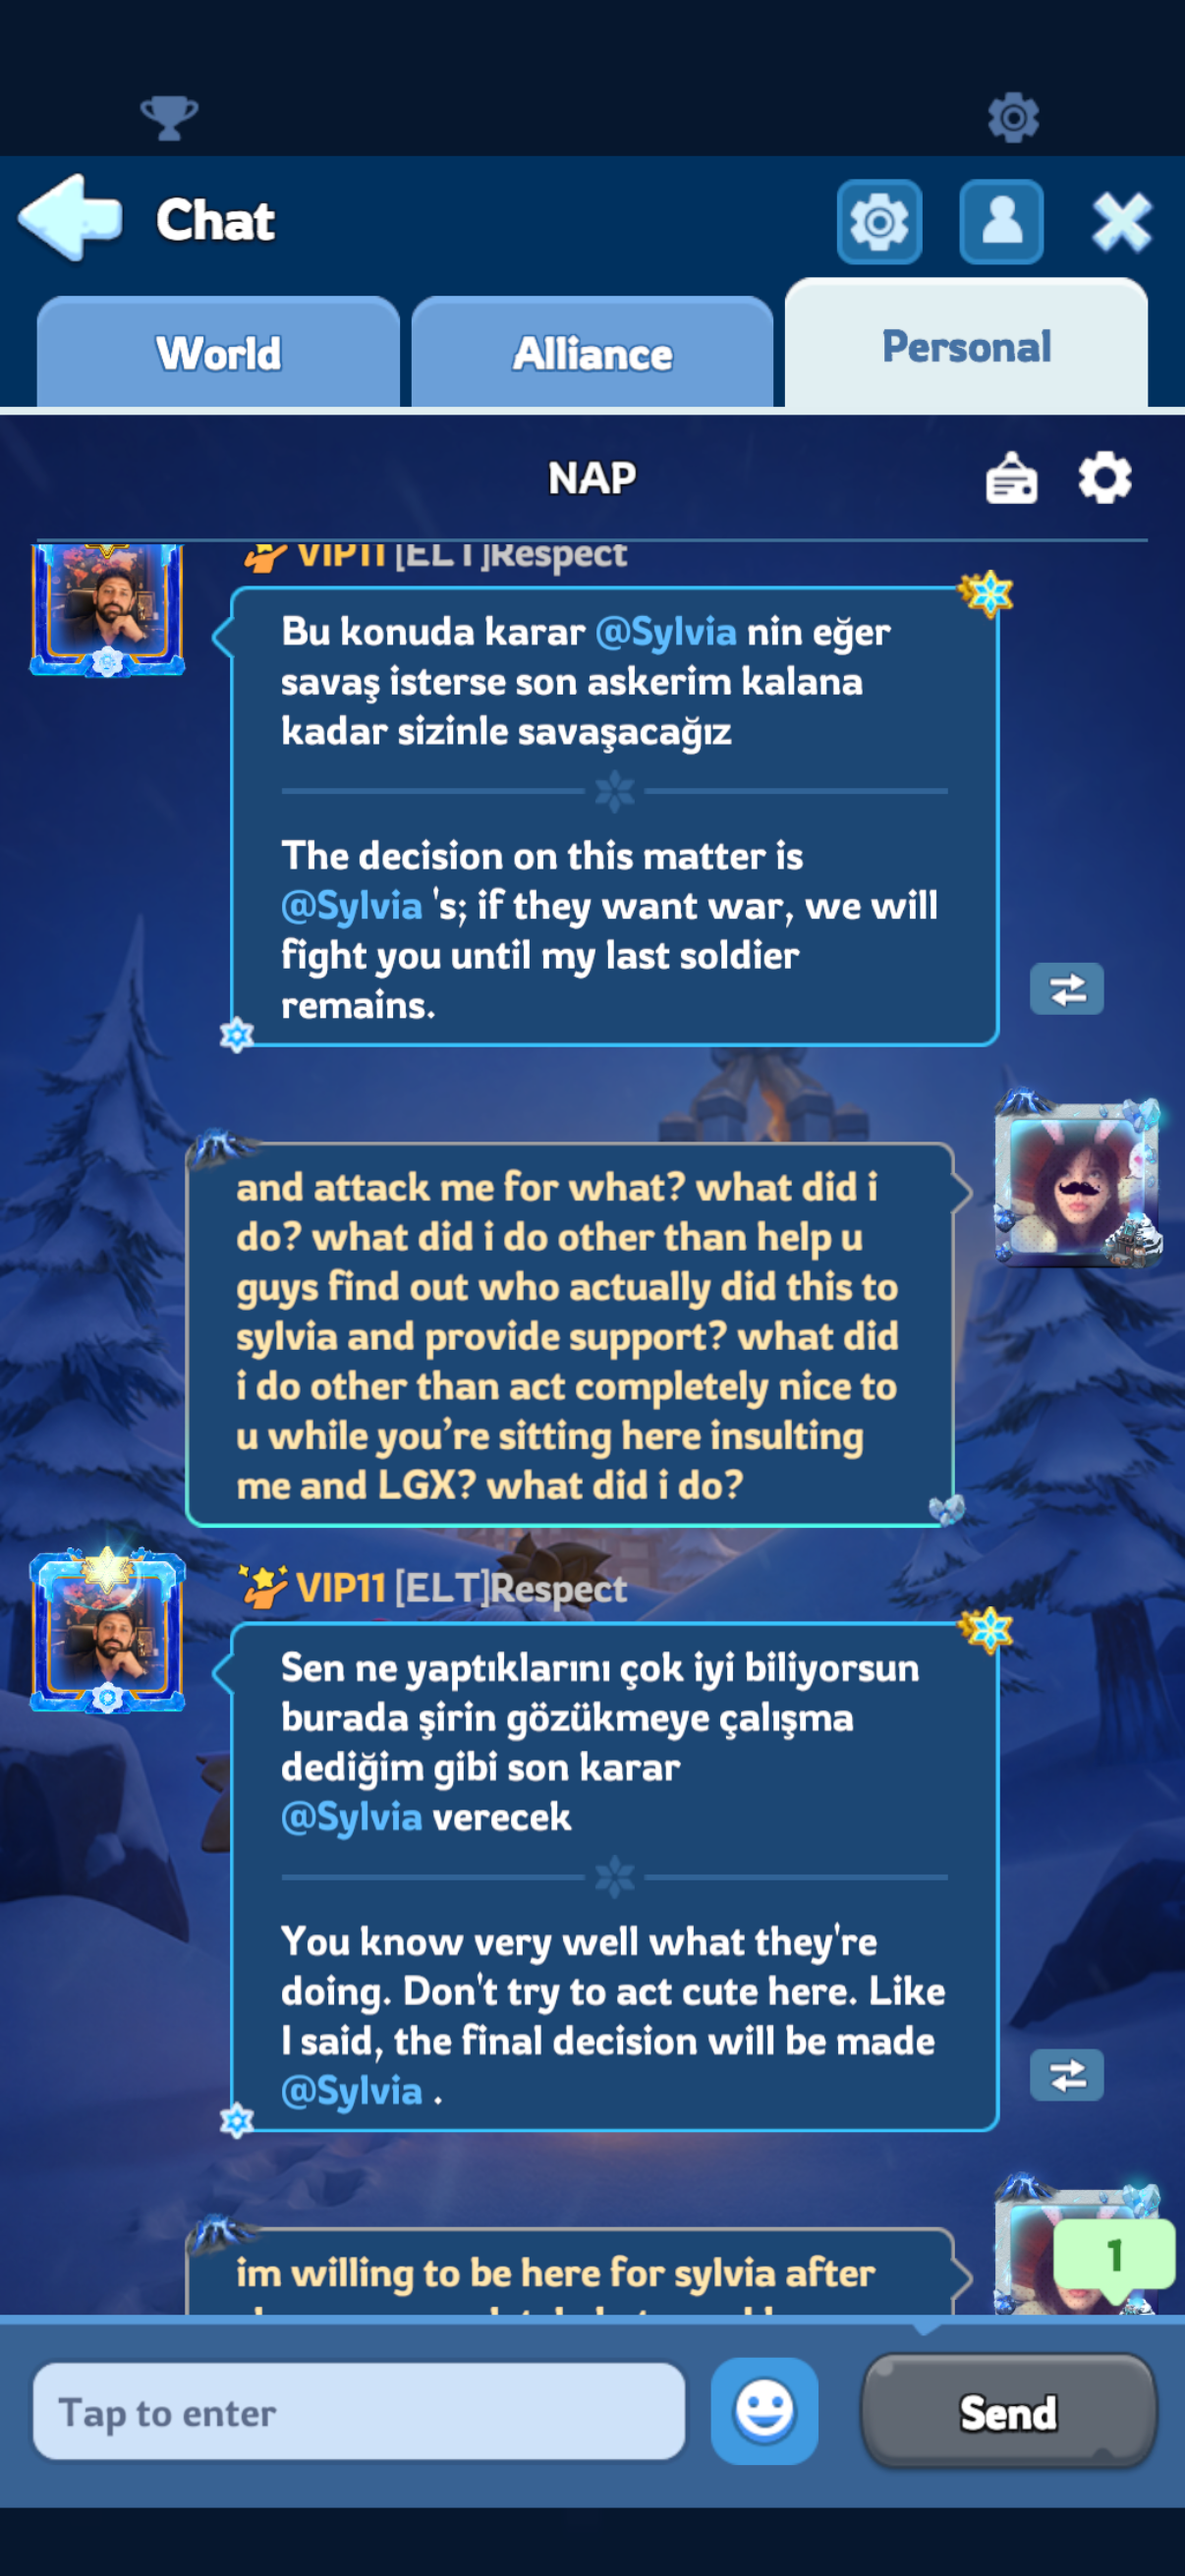 Chat
World
Alliance
Personal
NAP
VIP11 [ELT]Respect
Bu konuda karar @Sylvia nin eğer
savaş isterse son askerim kalana
kadar sizinle savaşacağız
The decision on this matter is
@Sylvia 's; if they want war, we will
fight you until my last soldier
remains.
and attack me for what? what did i
do? what did i do other than help u
guys find out who actually did this to
sylvia and provide support? what did
i do other than act completely nice to
u while you’re sitting here insulting
me and LGX? what did i do?
VIP11 [ELT]Respect
Sen ne yaptıklarını çok iyi biliyorsun
burada şirin gözükmeye çalışma
dediğim gibi son karar
@Sylvia verecek
You know very well what they're
doing. Don't try to act cute here. Like
I said, the final decision will be made
@Sylvia .
im willing to be here for sylvia after
1
Tap to enter
Send